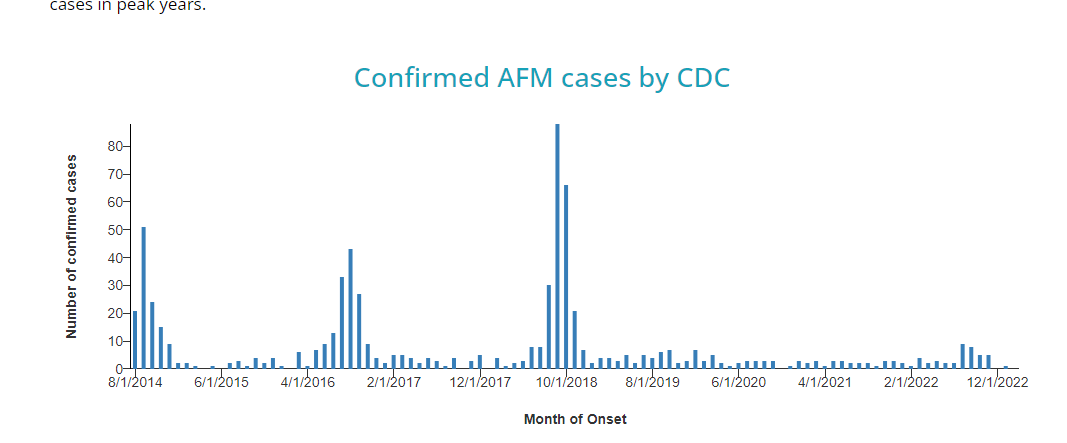 cases in peak years.
Confirmed AFM cases by CDC
Number of confirmed cases
80
70
60
50
40
30
20
10
0
8/1/2014 6/1/2015 4/1/2016 2/1/2017 12/1/2017 10/1/2018 8/1/2019 6/1/2020 4/1/2021 2/1/2022 12/1/2022
Month of Onset